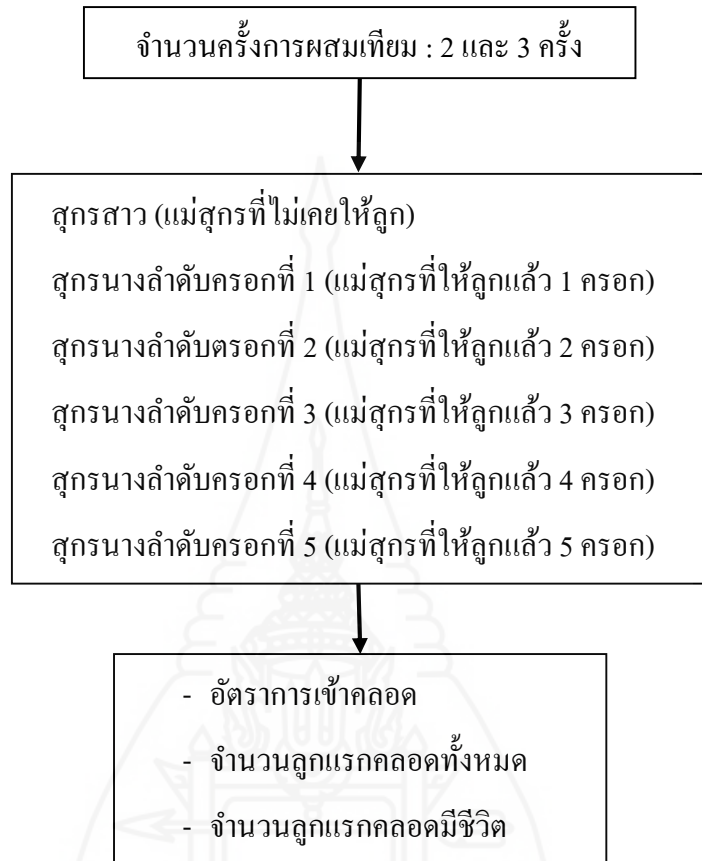 จำนวนครั้งการผสมเทียม : 2 และ 3 ครั้ง
สุกรสาว (แม่สุกรที่ไม่เคยให้ลูก)
สุกรนางลำดับครอกที่ 1 (แม่สุกรที่ให้ลูกแล้ว 1 ครอก)
สุกรนางลำดับตรอกที่ 2 (แม่สุกรที่ให้ลูกแล้ว 2 ครอก)
สุกรนางลำดับครอกที่ 3 (แม่สุกรที่ให้ลูกแล้ว 3 ครอก)
สุกรนางลำดับครอกที่ 4 (แม่สุกรที่ให้ลูกแล้ว 4 ครอก)
สุกรนางลำดับครอกที่ 5 (แม่สุกรที่ให้ลูกแล้ว 5 ครอก)
- อัตราการเข้าคลอด
- จำนวนลูกแรกคลอดทั้งหมด
- จำนวนลูกแรกคลอดมีชีวิต